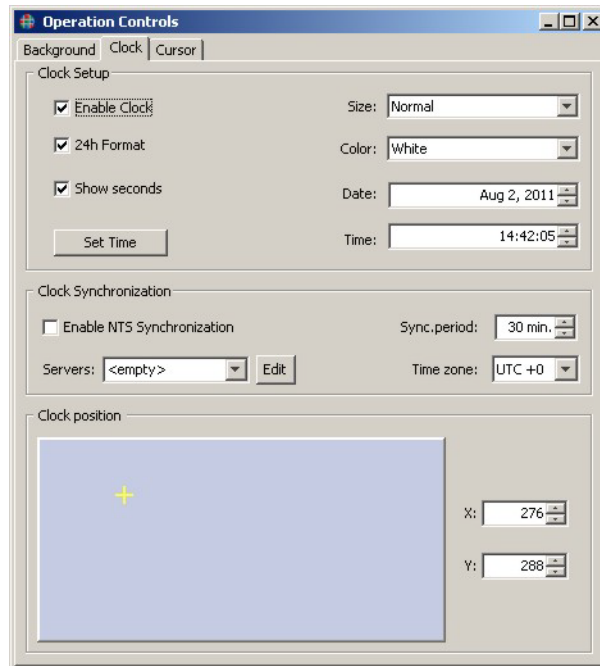 Operation Controls
Background Clock Cursor
Clock Setup
Enable Clock
Size: Normal
24h Format
Color: White
Show seconds
Date: Aug 2, 2011
Set Time
Time: 14:42:05
Clock Synchronization
Enable NTS Synchronization
Sync.period: 30 min.
Servers: <empty> Edit
Time zone: UTC +0
Clock position
X: 276
Y: 288